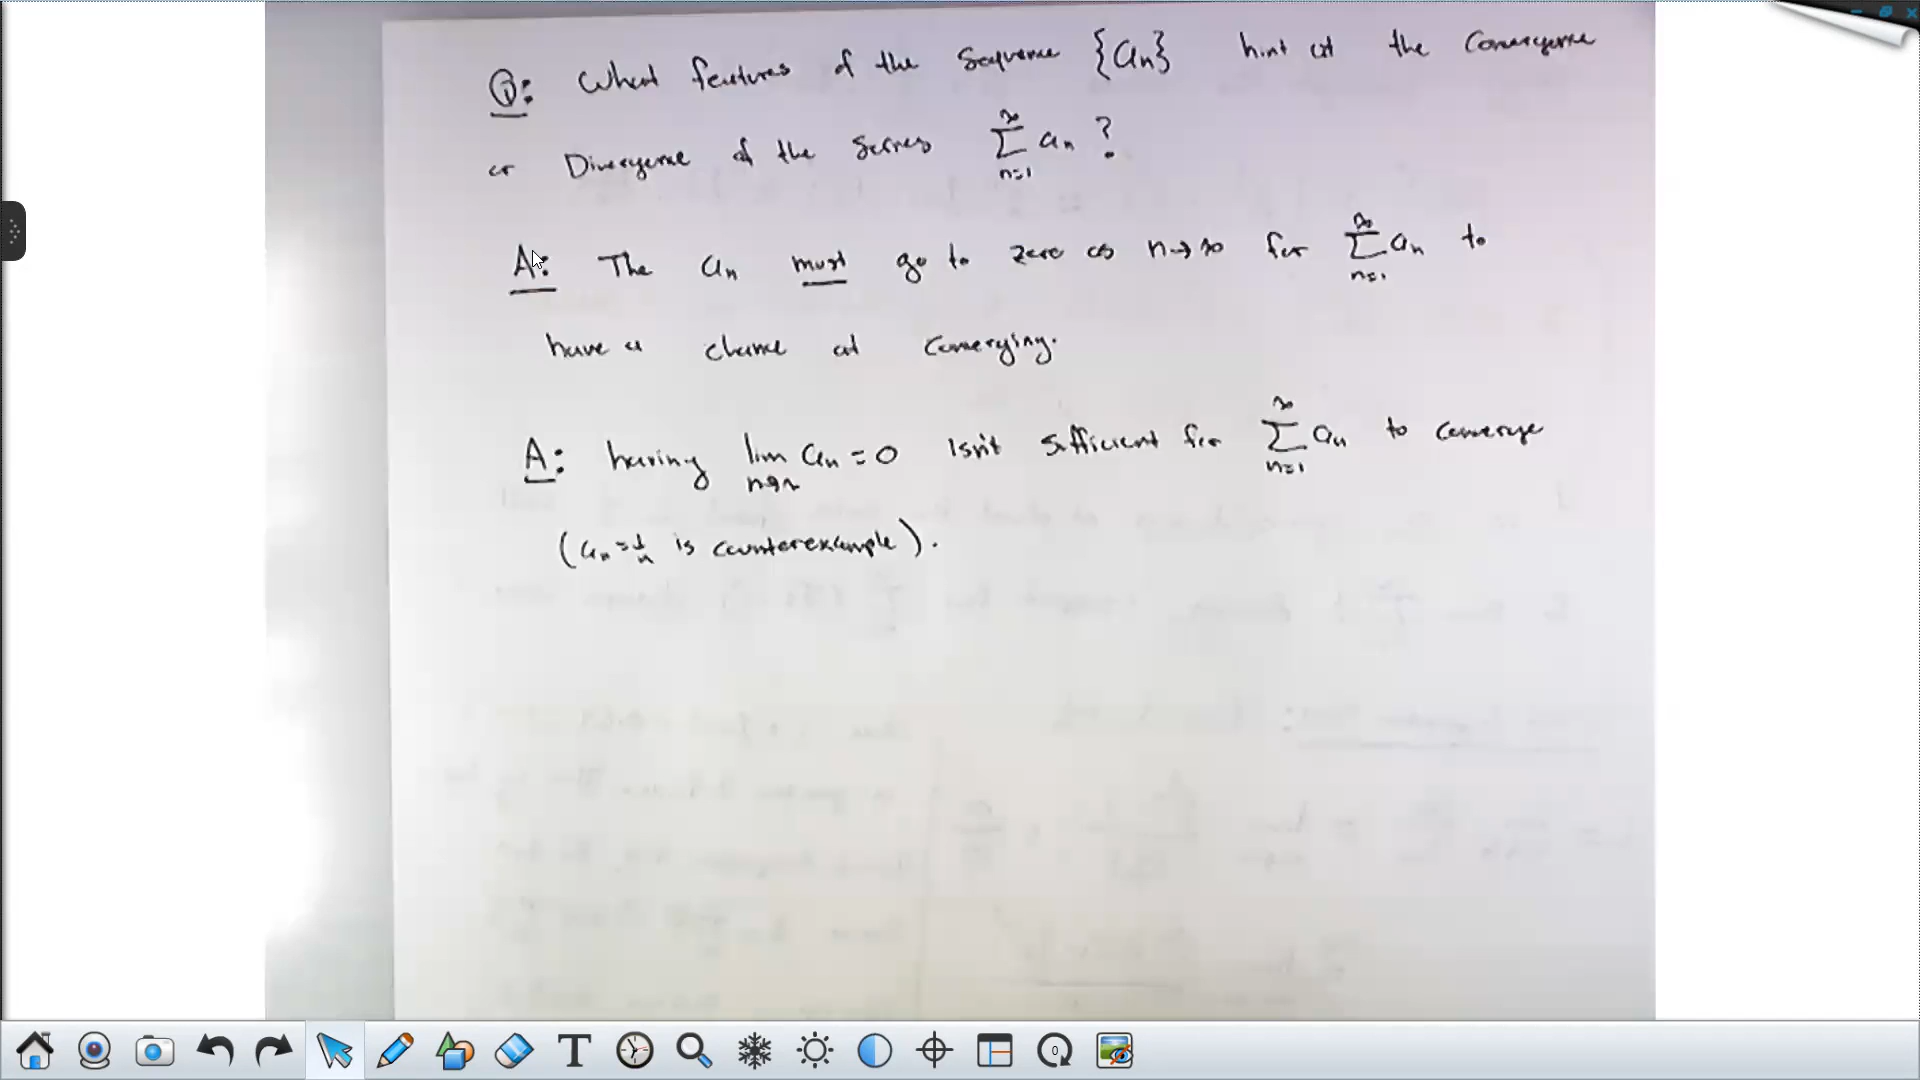 Q: What features of the sequence {an} hint at the Convergence
or Divergence of the Series ∞ Σ n=1 an ?
A: The an must go to zero as n→∞ for ∞ Σ n=1 an to
have a chance at Converging.
A: having lim n→∞ an = 0 Isn't sufficient for ∞ Σ n=1 an to converge
(an = 1/n is counterexample).
T
0